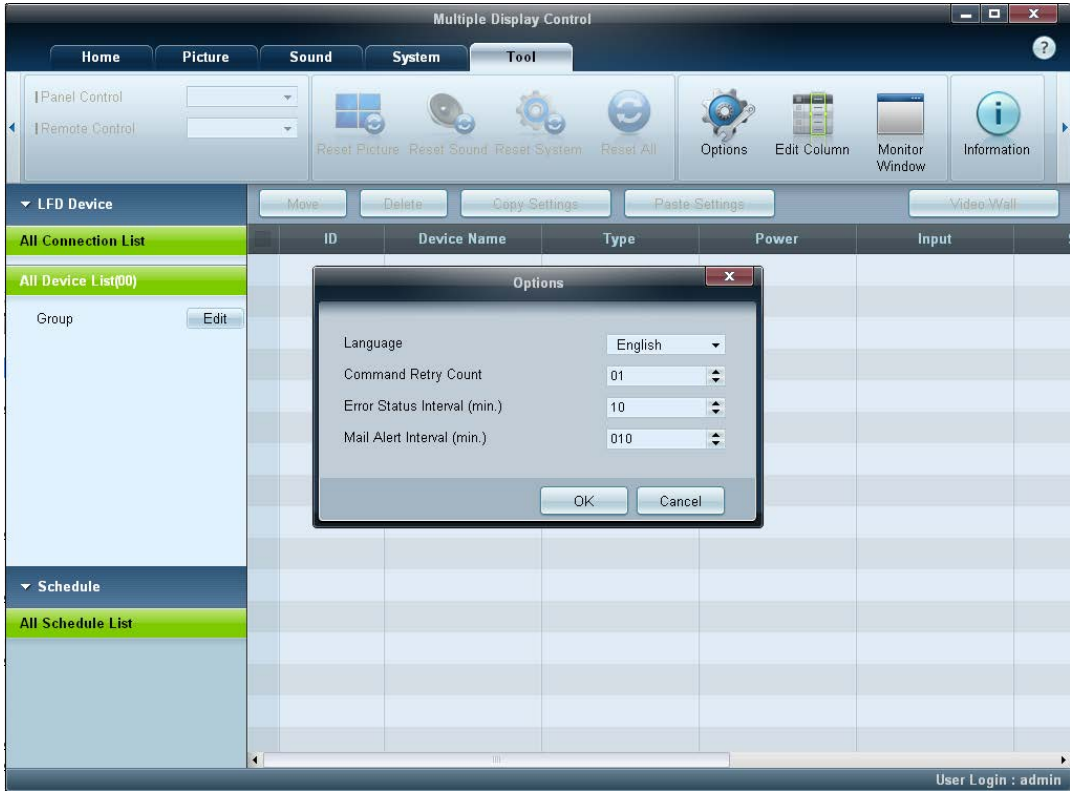 Multiple Display Control
Home Picture Sound System Tool
Panel Control
Remote Control
Reset Picture Reset Sound Reset System Reset All
Options Edit Column Monitor Window Information
LFD Device
Move Delete Copy Settings Paste Settings Video Wall
All Connection List
ID Device Name Type Power Input
All Device List(00)
Group Edit
Options
Language English
Command Retry Count 01
Error Status Interval (min.) 10
Mail Alert Interval (min.) 010
OK Cancel
Schedule
All Schedule List
User Login : admin